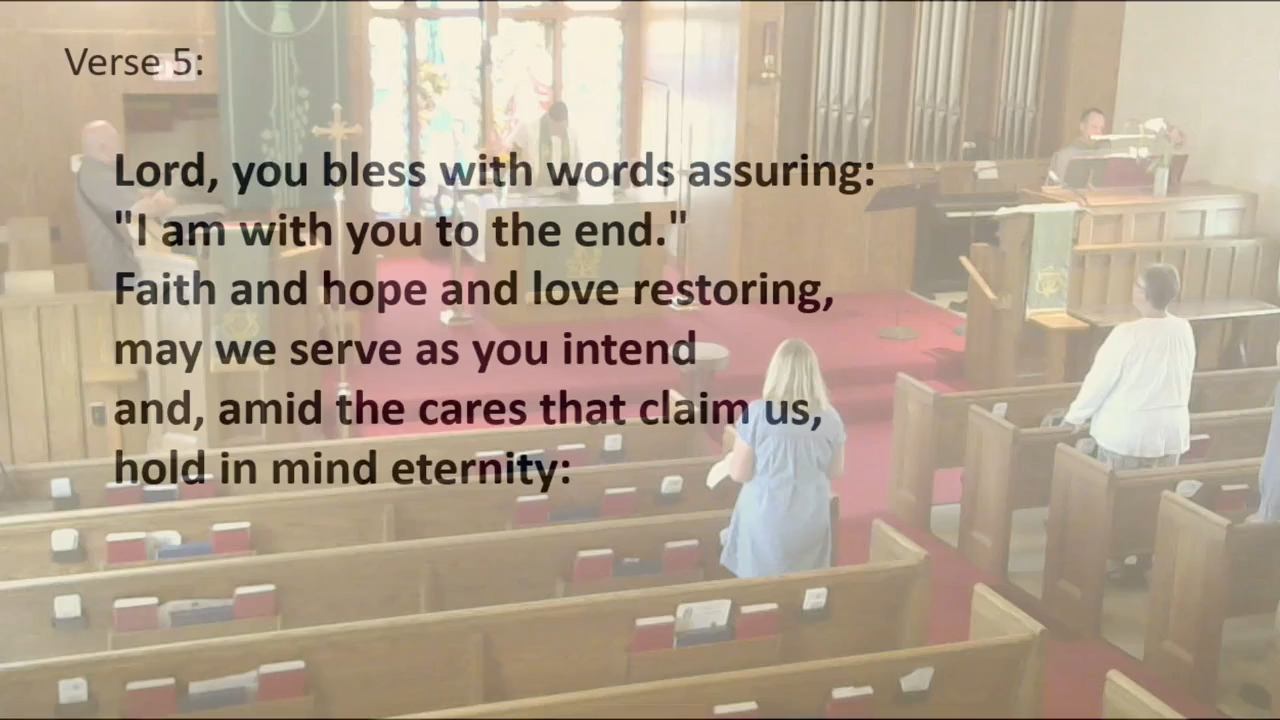 Verse 5:
Lord, you bless with words assuring:
"I am with you to the end."
Faith and hope and love restoring,
may we serve as you intend
and, amid the cares that claim us,
hold in mind eternity: